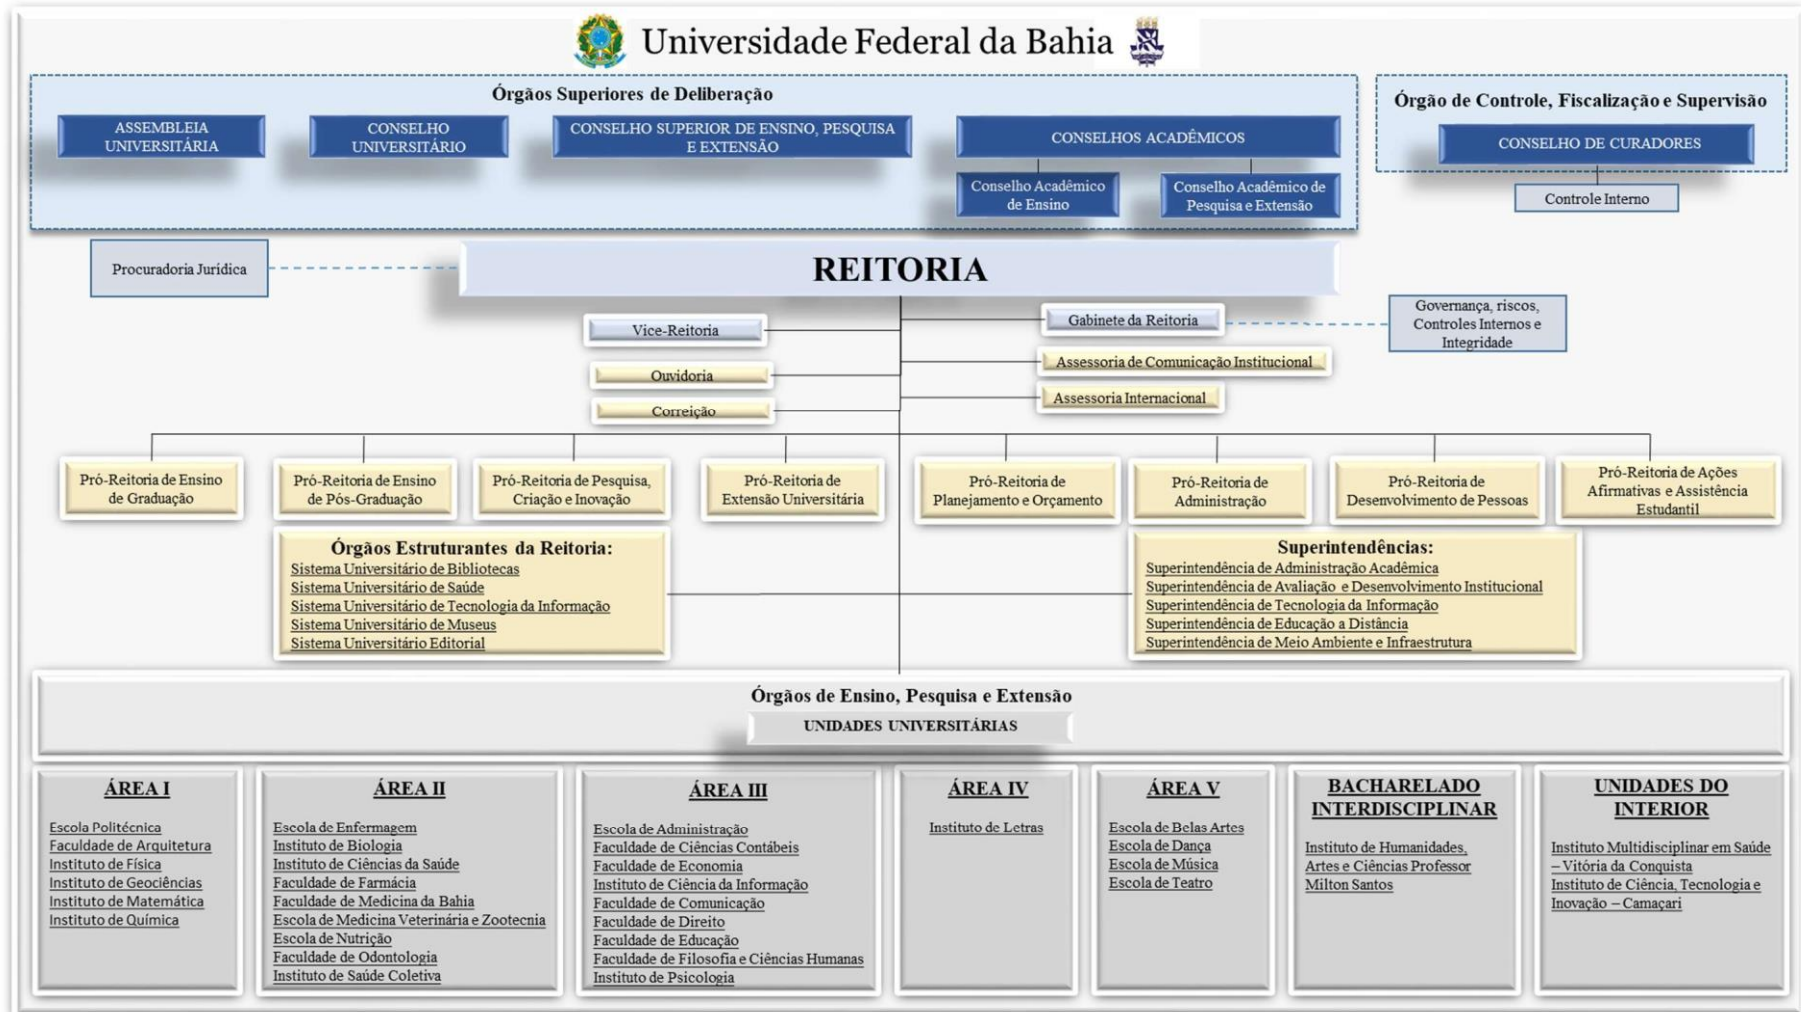 Universidade Federal da Bahia
Órgãos Superiores de Deliberação
ASSEMBLEIA
UNIVERSITÁRIA
CONSELHO
UNIVERSITÁRIO
CONSELHO SUPERIOR DE ENSINO, PESQUISA
E EXTENSÃO
CONSELHOS ACADÊMICOS
Conselho Acadêmico
de Ensino
Conselho Acadêmico de
Pesquisa e Extensão
Órgão de Controle, Fiscalização e Supervisão
CONSELHO DE CURADORES
Controle Interno
Procuradoria Jurídica
REITORIA
Vice-Reitoria
Gabinete da Reitoria
Governança, riscos,
Controles Internos e
Integridade
Ouvidoria
Assessoria de Comunicação Institucional
Correição
Assessoria Internacional
Pró-Reitoria de Ensino
de Graduação
Pró-Reitoria de Ensino
de Pós-Graduação
Pró-Reitoria de Pesquisa,
Criação e Inovação
Pró-Reitoria de
Extensão Universitária
Pró-Reitoria de
Planejamento e Orçamento
Pró-Reitoria de
Administração
Pró-Reitoria de
Desenvolvimento de Pessoas
Pró-Reitoria de Ações
Afirmativas e Assistência
Estudantil
Órgãos Estruturantes da Reitoria:
Sistema Universitário de Bibliotecas
Sistema Universitário de Saúde
Sistema Universitário de Tecnologia da Informação
Sistema Universitário de Museus
Sistema Universitário Editorial
Superintendências:
Superintendência de Administração Acadêmica
Superintendência de Avaliação e Desenvolvimento Institucional
Superintendência de Tecnologia da Informação
Superintendência de Educação a Distância
Superintendência de Meio Ambiente e Infraestrutura
Órgãos de Ensino, Pesquisa e Extensão
UNIDADES UNIVERSITÁRIAS
ÁREA I
Escola Politécnica
Faculdade de Arquitetura
Instituto de Física
Instituto de Geociências
Instituto de Matemática
Instituto de Química
ÁREA II
Escola de Enfermagem
Instituto de Biologia
Instituto de Ciências da Saúde
Faculdade de Farmácia
Faculdade de Medicina da Bahia
Escola de Medicina Veterinária e Zootecnia
Escola de Nutrição
Faculdade de Odontologia
Instituto de Saúde Coletiva
ÁREA III
Escola de Administração
Faculdade de Ciências Contábeis
Faculdade de Economia
Instituto de Ciência da Informação
Faculdade de Comunicação
Faculdade de Direito
Faculdade de Educação
Faculdade de Filosofia e Ciências Humanas
Instituto de Psicologia
ÁREA IV
Instituto de Letras
ÁREA V
Escola de Belas Artes
Escola de Dança
Escola de Música
Escola de Teatro
BACHARELADO
INTERDISCIPLINAR
Instituto de Humanidades,
Artes e Ciências Professor
Milton Santos
UNIDADES DO
INTERIOR
Instituto Multidisciplinar em Saúde
– Vitória da Conquista
Instituto de Ciência, Tecnologia e
Inovação – Camaçari